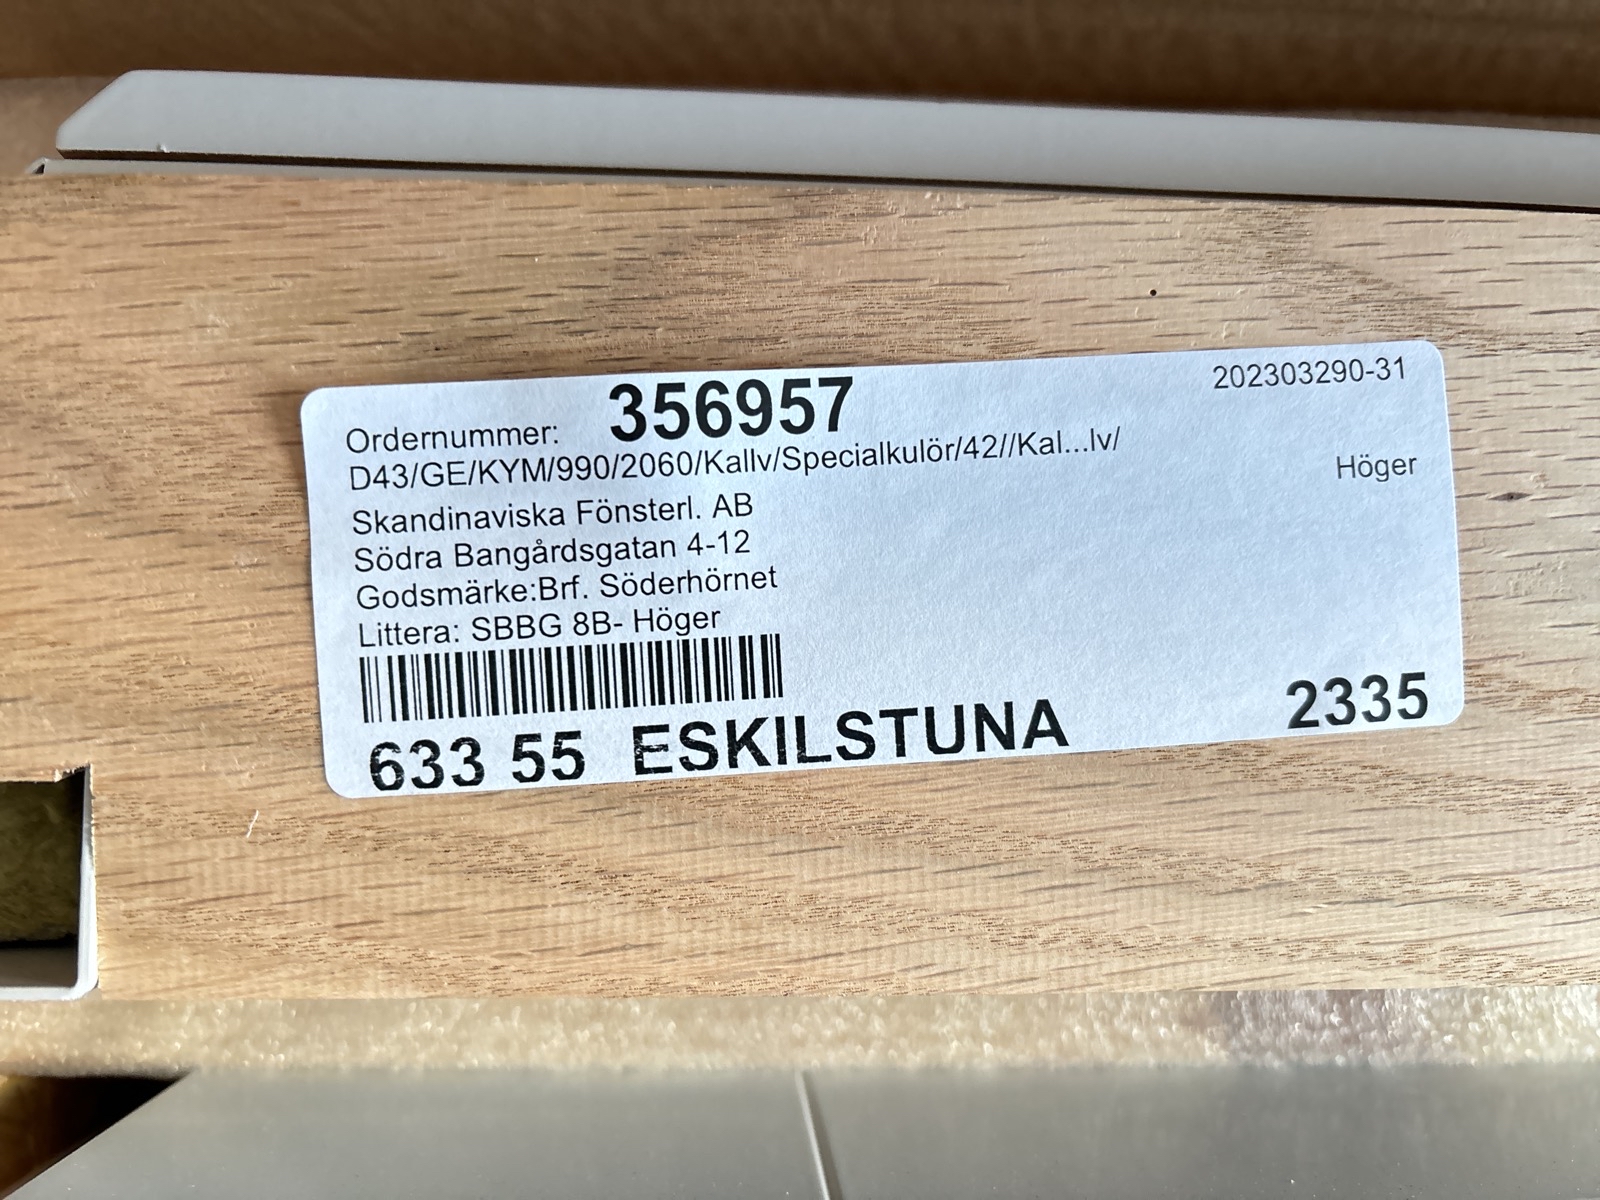 Ordernummer: 356957 202303290-31
D43/GE/KYM/990/2060/Kallv/Specialkulör/42//Kal...lv/
Höger
Skandinaviska Fönsterl. AB
Södra Bangårdsgatan 4-12
Godsmärke:Brf. Söderhörnet
Littera: SBBG 8B- Höger
633 55 ESKILSTUNA 2335